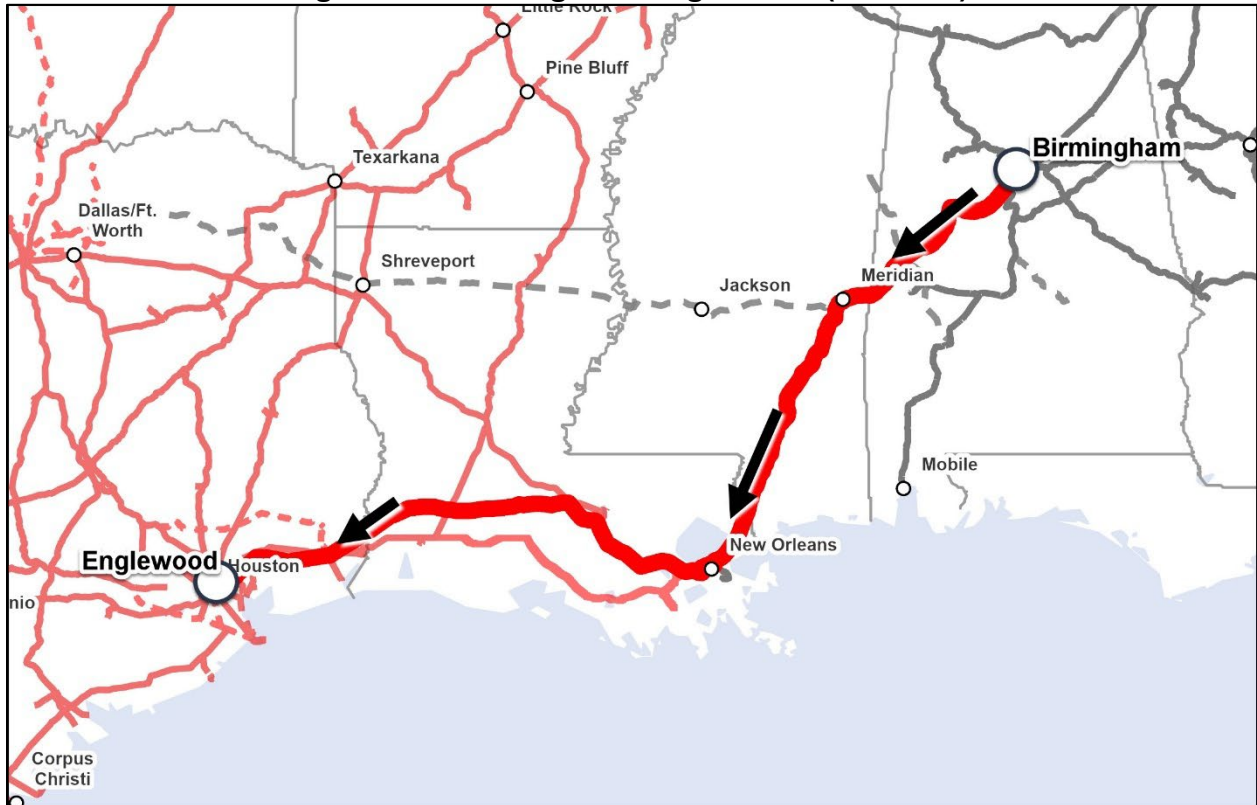 Little Rock
Pine Bluff
Birmingham
Texarkana
Dallas/Ft.
Worth
Shreveport
Meridian
Jackson
Mobile
New Orleans
Englewood
Houston
nio
Corpus
Christi